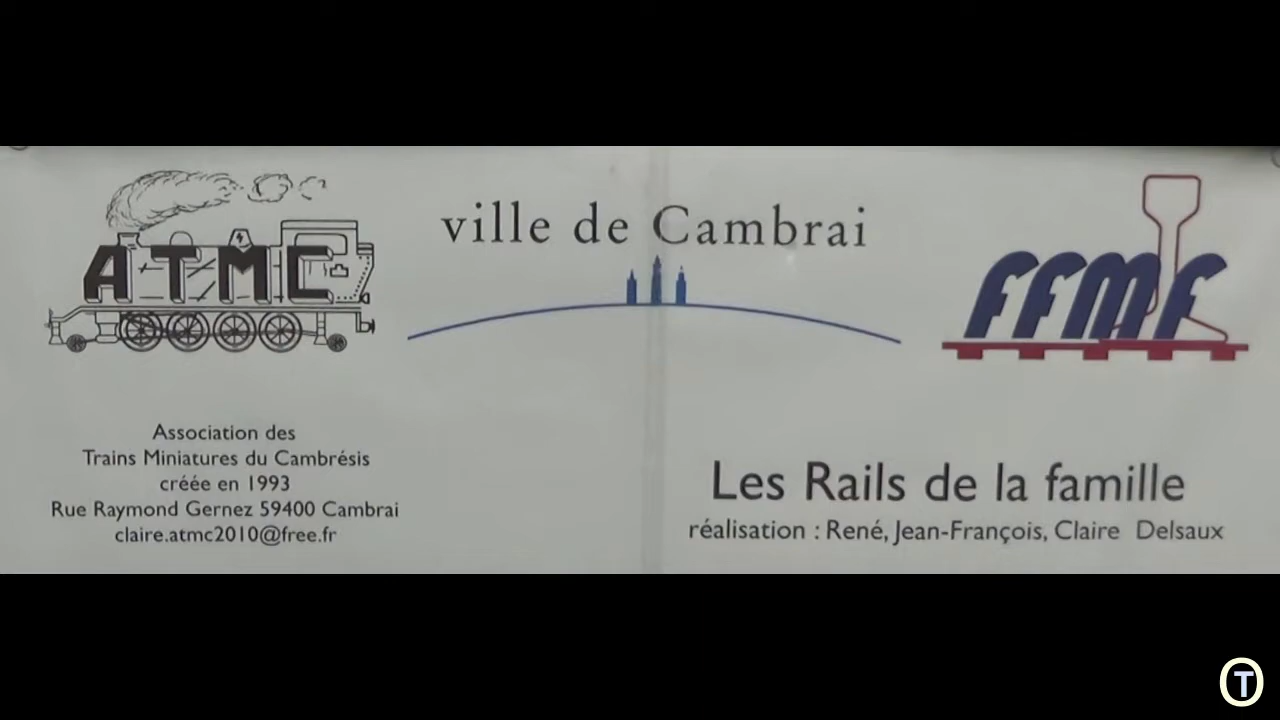 ATMC
ville de Cambrai
FFMF
Association des
Trains Miniatures du Cambrésis
créée en 1993
Rue Raymond Gernez 59400 Cambrai
claire.atmc2010@free.fr
Les Rails de la famille
réalisation : René, Jean-François, Claire Delsaux
OT